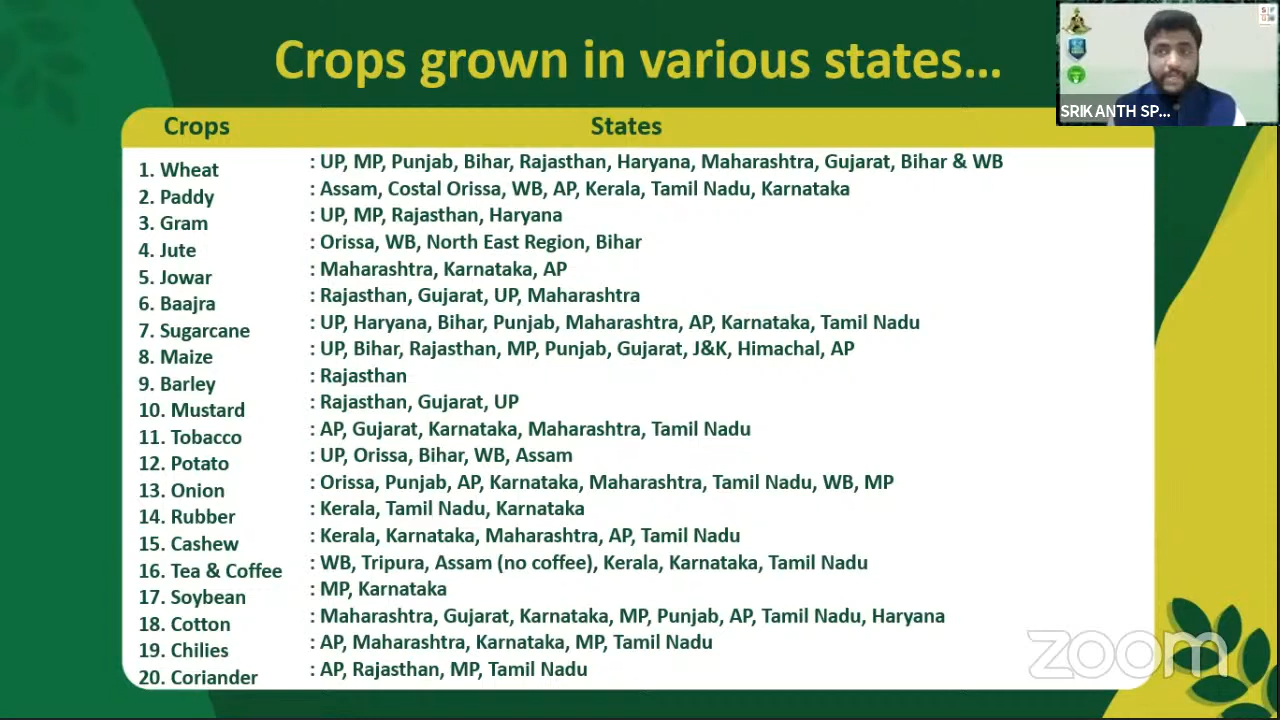 Crops grown in various states...
SRIKANTH SP...
Crops States
1. Wheat : UP, MP, Punjab, Bihar, Rajasthan, Haryana, Maharashtra, Gujarat, Bihar & WB
2. Paddy : Assam, Costal Orissa, WB, AP, Kerala, Tamil Nadu, Karnataka
3. Gram : UP, MP, Rajasthan, Haryana
4. Jute : Orissa, WB, North East Region, Bihar
5. Jowar : Maharashtra, Karnataka, AP
6. Baajra : Rajasthan, Gujarat, UP, Maharashtra
7. Sugarcane : UP, Haryana, Bihar, Punjab, Maharashtra, AP, Karnataka, Tamil Nadu
8. Maize : UP, Bihar, Rajasthan, MP, Punjab, Gujarat, J&K, Himachal, AP
9. Barley : Rajasthan
10. Mustard : Rajasthan, Gujarat, UP
11. Tobacco : AP, Gujarat, Karnataka, Maharashtra, Tamil Nadu
12. Potato : UP, Orissa, Bihar, WB, Assam
13. Onion : Orissa, Punjab, AP, Karnataka, Maharashtra, Tamil Nadu, WB, MP
14. Rubber : Kerala, Tamil Nadu, Karnataka
15. Cashew : Kerala, Karnataka, Maharashtra, AP, Tamil Nadu
16. Tea & Coffee : WB, Tripura, Assam (no coffee), Kerala, Karnataka, Tamil Nadu
17. Soybean : MP, Karnataka
18. Cotton : Maharashtra, Gujarat, Karnataka, MP, Punjab, AP, Tamil Nadu, Haryana
19. Chilies : AP, Maharashtra, Karnataka, MP, Tamil Nadu
20. Coriander : AP, Rajasthan, MP, Tamil Nadu
zoom